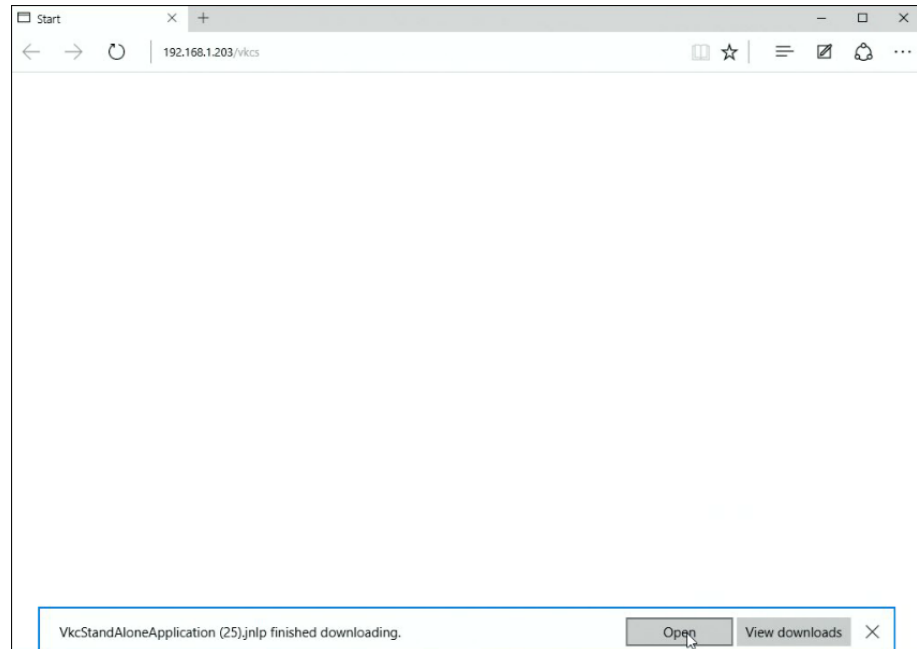 Start
192.168.1.203/vkcs
VkcStandAloneApplication (25).jnlp finished downloading.
Open
View downloads